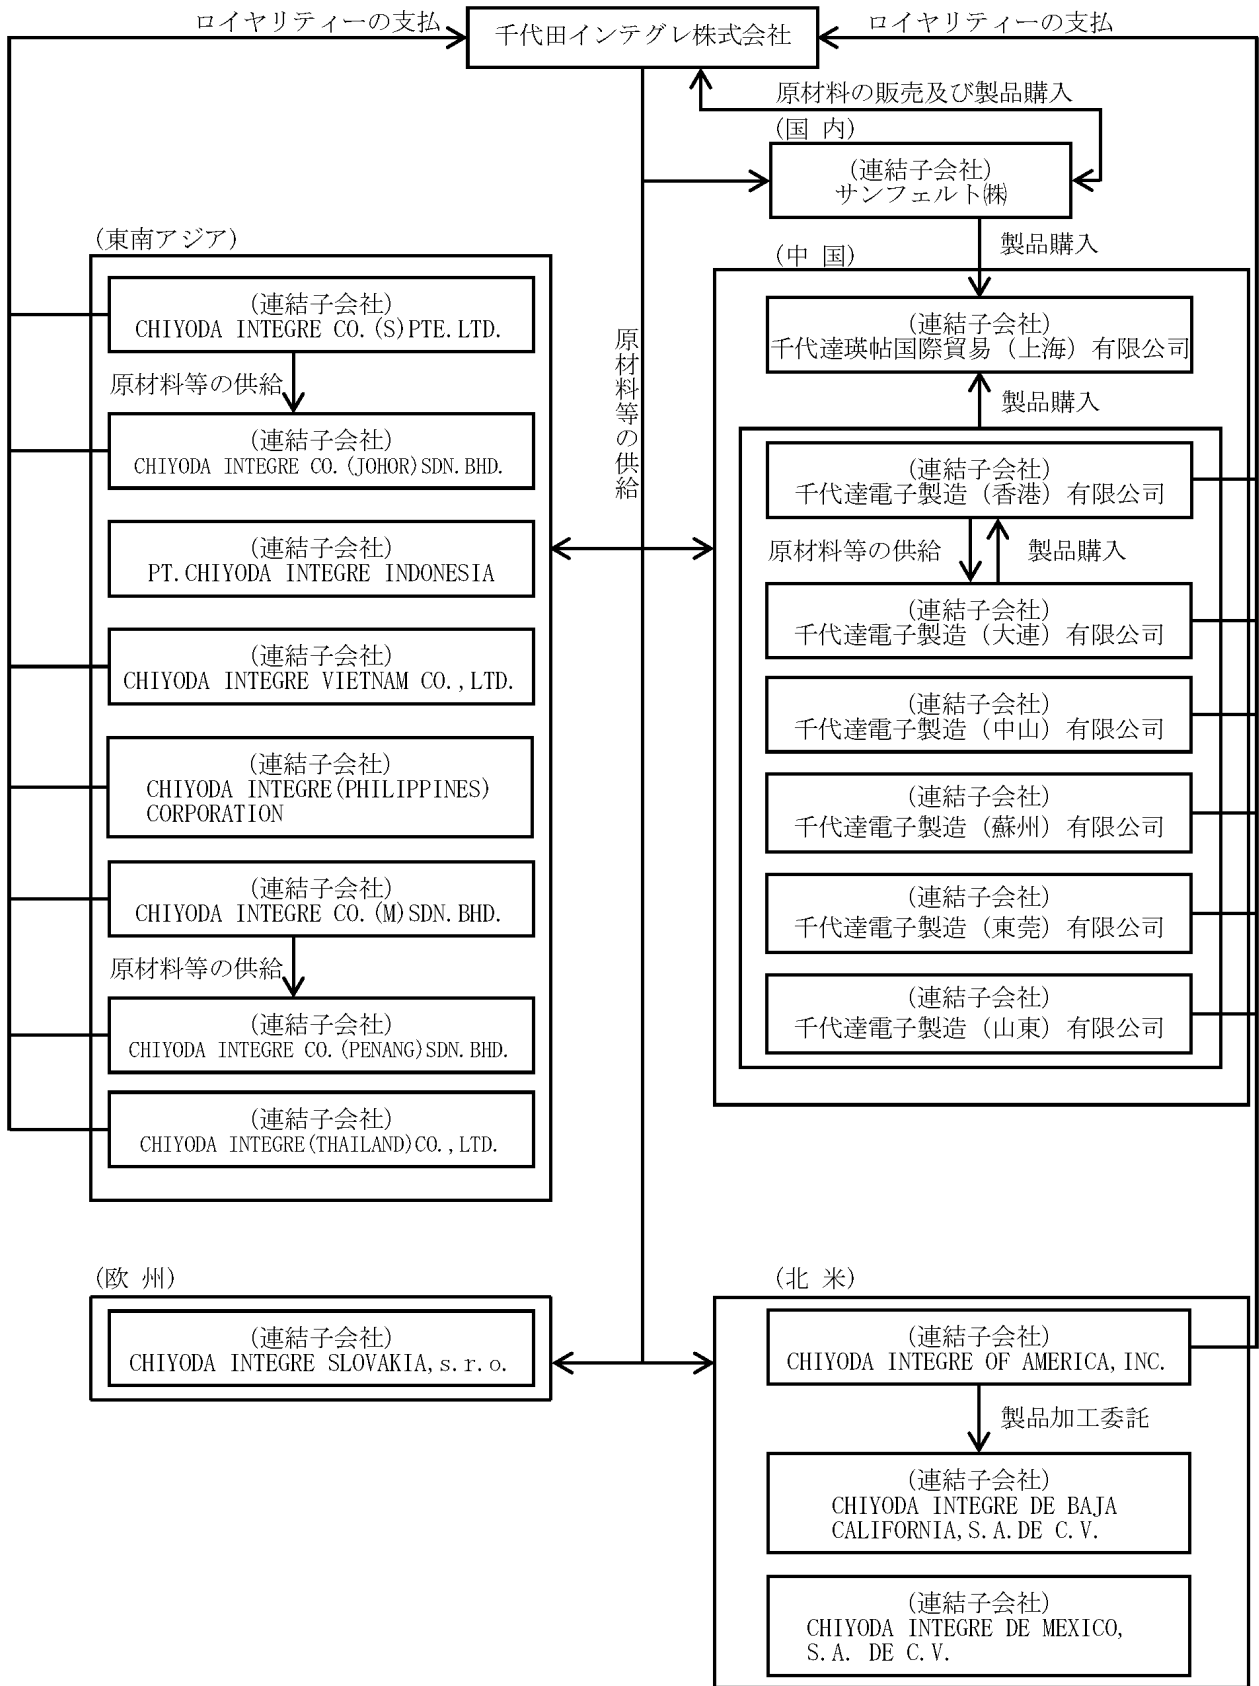 ロイヤリティーの支払
千代田インテグレ株式会社
ロイヤリティーの支払
原材料の販売及び製品購入
(国 内)
(連結子会社)
サンフェルト㈱
製品購入
(東南アジア)
(連結子会社)
CHIYODA INTEGRE CO.(S)PTE.LTD.
原材料等の供給
(連結子会社)
CHIYODA INTEGRE CO.(JOHOR)SDN.BHD.
(連結子会社)
PT.CHIYODA INTEGRE INDONESIA
(連結子会社)
CHIYODA INTEGRE VIETNAM CO.,LTD.
(連結子会社)
CHIYODA INTEGRE(PHILIPPINES)
CORPORATION
(連結子会社)
CHIYODA INTEGRE CO.(M)SDN.BHD.
原材料等の供給
(連結子会社)
CHIYODA INTEGRE CO.(PENANG)SDN.BHD.
(連結子会社)
CHIYODA INTEGRE(THAILAND)CO.,LTD.
原材料等の供給
(中 国)
(連結子会社)
千代達瑛帖国際貿易(上海)有限公司
製品購入
(連結子会社)
千代達電子製造(香港)有限公司
原材料等の供給
製品購入
(連結子会社)
千代達電子製造(大連)有限公司
(連結子会社)
千代達電子製造(中山)有限公司
(連結子会社)
千代達電子製造(蘇州)有限公司
(連結子会社)
千代達電子製造(東莞)有限公司
(連結子会社)
千代達電子製造(山東)有限公司
(欧 州)
(連結子会社)
CHIYODA INTEGRE SLOVAKIA,s.r.o.
(北 米)
(連結子会社)
CHIYODA INTEGRE OF AMERICA,INC.
製品加工委託
(連結子会社)
CHIYODA INTEGRE DE BAJA
CALIFORNIA,S.A.DE C.V.
(連結子会社)
CHIYODA INTEGRE DE MEXICO,
S.A. DE C.V.